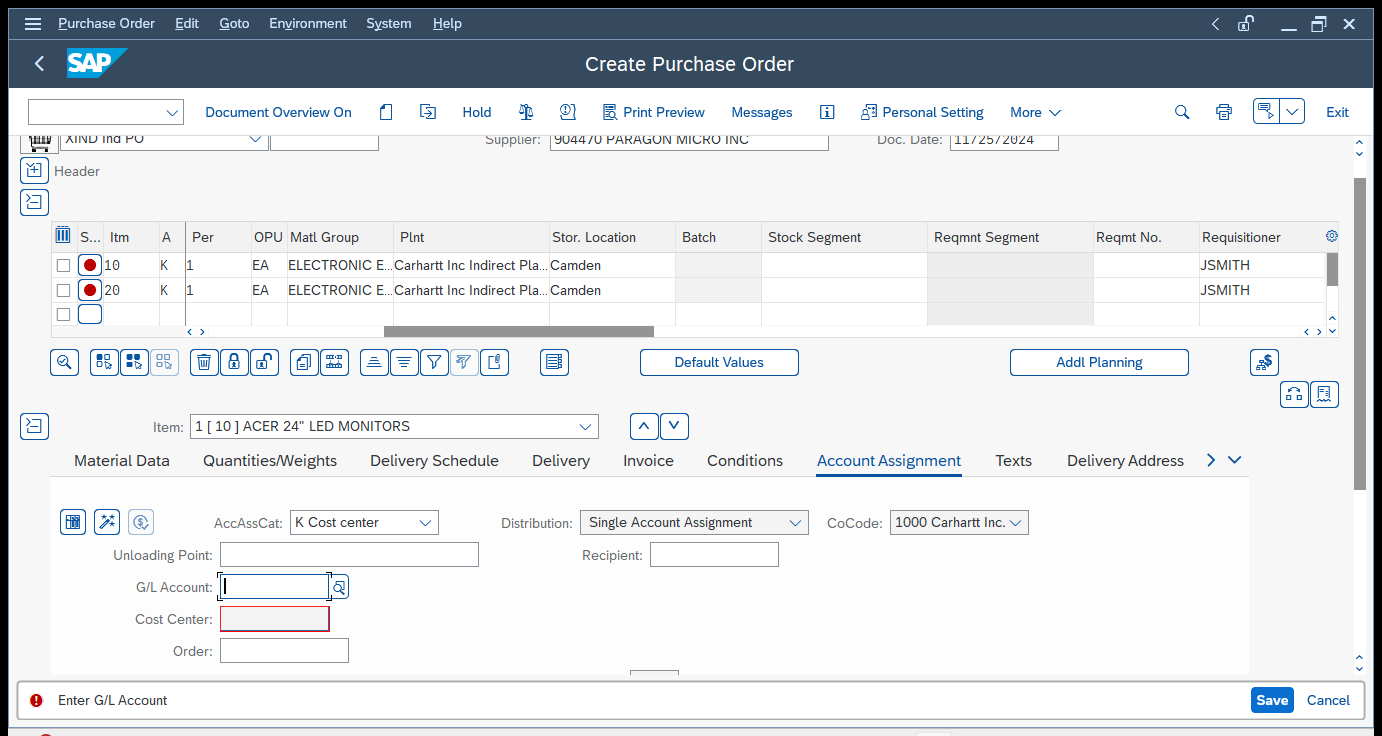 Purchase Order Edit Goto Environment System Help
SAP Create Purchase Order
Document Overview On Hold Print Preview Messages Personal Setting More Exit
XIND Ind PO Supplier: 904470 PARAGON MICRO INC Doc. Date: 11/25/2024
Header
S... Itm A Per OPU Matl Group Plnt Stor. Location Batch Stock Segment Reqmnt Segment Reqmt No. Requisitioner
10 K 1 EA ELECTRONIC E... Carhartt Inc Indirect Pla... Camden JSMITH
20 K 1 EA ELECTRONIC E... Carhartt Inc Indirect Pla... Camden JSMITH
Default Values Addl Planning
Item: 1 [ 10 ] ACER 24" LED MONITORS
Material Data Quantities/Weights Delivery Schedule Delivery Invoice Conditions Account Assignment Texts Delivery Address
AccAssCat: K Cost center Distribution: Single Account Assignment CoCode: 1000 Carhartt Inc.
Unloading Point: Recipient:
G/L Account:
Cost Center:
Order:
Enter G/L Account Save Cancel